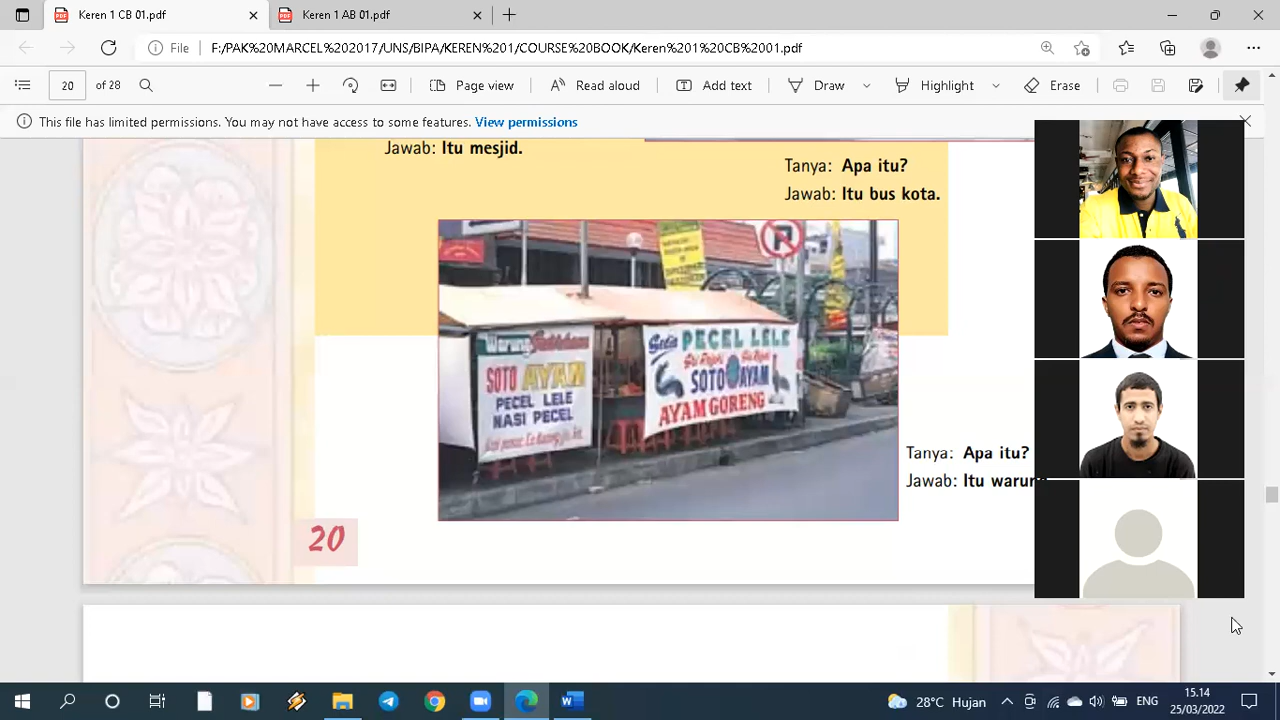 Keren 1 CB 01.pdf
Keren 1 AB 01.pdf
File
F:/PAK%20MARCEL%202017/UNS/BIPA/KEREN%201/COURSE%20BOOK/Keren%201%20CB%2001.pdf
20 of 28
Page view
Read aloud
Add text
Draw
Highlight
Erase
This file has limited permissions. You may not have access to some features. View permissions
Jawab: Itu mesjid.
Tanya: Apa itu?
Jawab: Itu bus kota.
Warung
SOTO AYAM
PECEL LELE
NASI PECEL
Sedia PECEL LELE
SOTO AYAM
AYAM GORENG
Tanya: Apa itu?
Jawab: Itu warun
20
28°C Hujan
ENG
15.14
25/03/2022